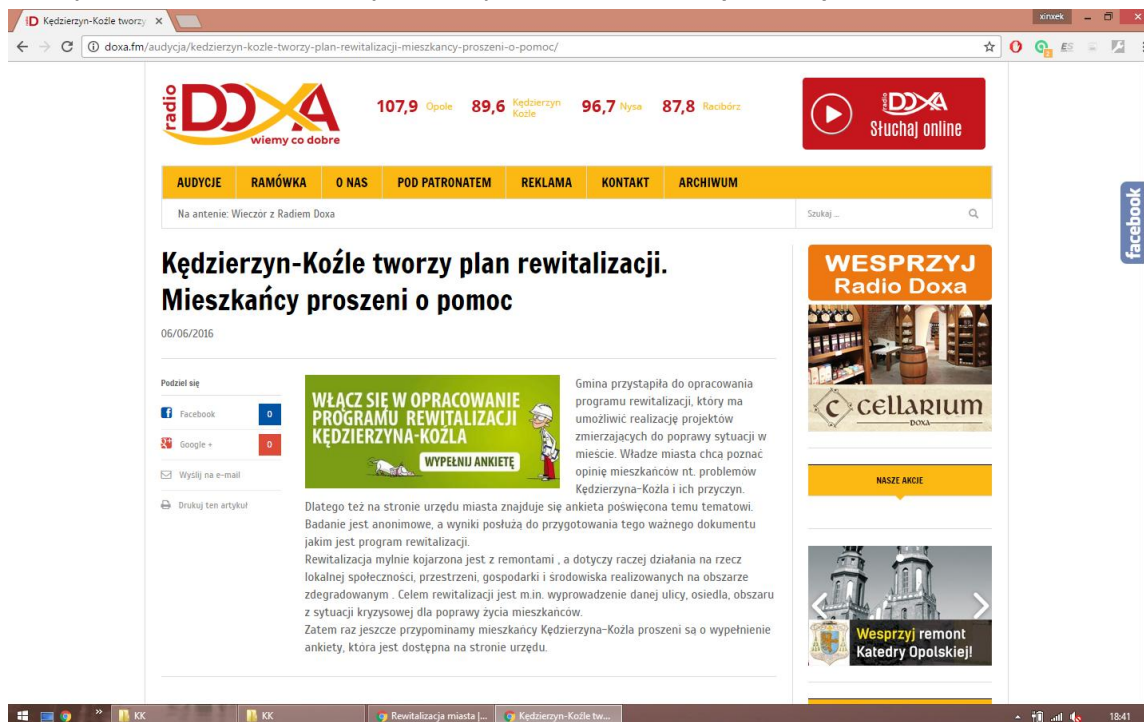 Kędzierzyn-Koźle tworzy
xinxek
doxa.fm/audycja/kedzierzyn-kozle-tworzy-plan-rewitalizacji-mieszkancy-proszeni-o-pomoc/
radio DOXA
wiemy co dobre
107,9 Opole 89,6 Kędzierzyn Koźle 96,7 Nysa 87,8 Racibórz
radio DOXA
Słuchaj online
AUDYCJE RAMÓWKA O NAS POD PATRONATEM REKLAMA KONTAKT ARCHIWUM
Na antenie: Wieczór z Radiem Doxa
Szukaj ...
facebook
Kędzierzyn-Koźle tworzy plan rewitalizacji.
Mieszkańcy proszeni o pomoc
06/06/2016
Podziel się
Facebook 0
Google + 0
Wyślij na e-mail
Drukuj ten artykuł
WŁĄCZ SIĘ W OPRACOWANIE
PROGRAMU REWITALIZACJI
KĘDZIERZYNA-KOŹLA
WYPEŁNIJ ANKIETĘ
Gmina przystąpiła do opracowania
programu rewitalizacji, który ma
umożliwić realizację projektów
zmierzających do poprawy sytuacji w
mieście. Władze miasta chcą poznać
opinię mieszkańców nt. problemów
Kędzierzyna-Koźla i ich przyczyn.
Dlatego też na stronie urzędu miasta znajduje się ankieta poświęcona temu tematowi.
Badanie jest anonimowe, a wyniki posłużą do przygotowania tego ważnego dokumentu
jakim jest program rewitalizacji.
Rewitalizacja mylnie kojarzona jest z remontami , a dotyczy raczej działania na rzecz
lokalnej społeczności, przestrzeni, gospodarki i środowiska realizowanych na obszarze
zdegradowanym . Celem rewitalizacji jest m.in. wyprowadzenie danej ulicy, osiedla, obszaru
z sytuacji kryzysowej dla poprawy życia mieszkańców.
Zatem raz jeszcze przypominamy mieszkańcy Kędzierzyna-Koźla proszeni są o wypełnienie
ankiety, która jest dostępna na stronie urzędu.
WESPRZYJ
Radio Doxa
C cellarium
DOXA
NASZE AKCJE
Wesprzyj remont
Katedry Opolskiej!
KK
KK
Rewitalizacja miasta |...
Kędzierzyn-Koźle tw...
18:41